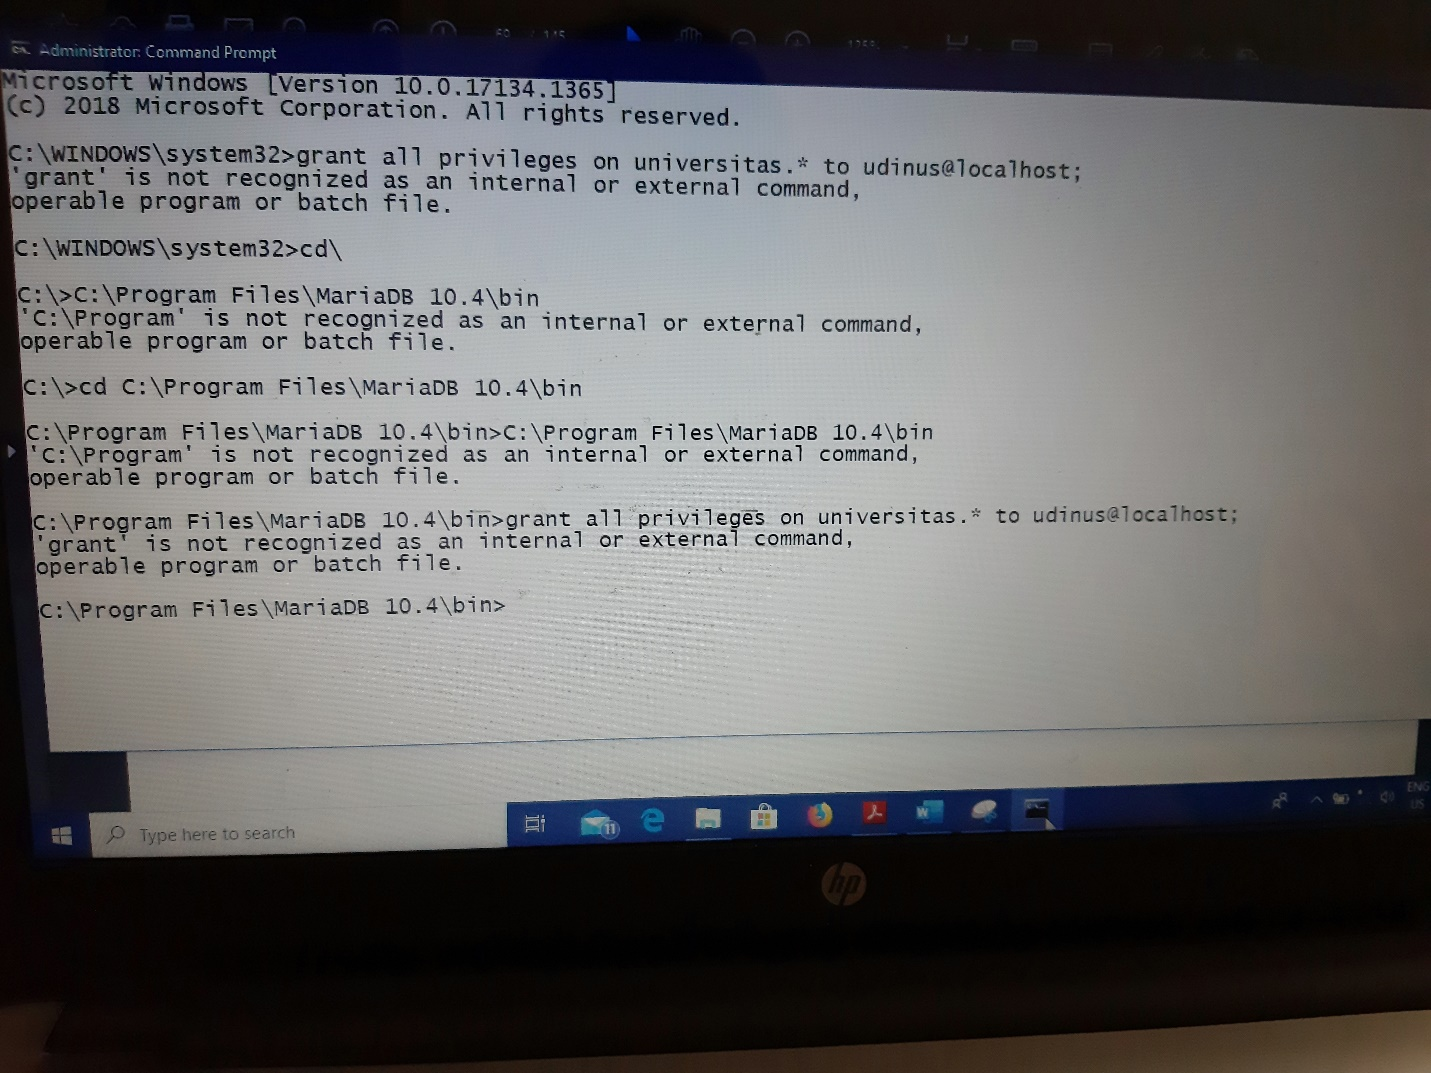 Administrator: Command Prompt
Microsoft Windows [Version 10.0.17134.1365]
(c) 2018 Microsoft Corporation. All rights reserved.
C:\WINDOWS\system32>grant all privileges on universitas.* to udinus@localhost;
'grant' is not recognized as an internal or external command,
operable program or batch file.
C:\WINDOWS\system32>cd\
C:\>C:\Program Files\MariaDB 10.4\bin
'C:\Program' is not recognized as an internal or external command,
operable program or batch file.
C:\>cd C:\Program Files\MariaDB 10.4\bin
C:\Program Files\MariaDB 10.4\bin>C:\Program Files\MariaDB 10.4\bin
'C:\Program' is not recognized as an internal or external command,
operable program or batch file.
C:\Program Files\MariaDB 10.4\bin>grant all privileges on universitas.* to udinus@localhost;
'grant' is not recognized as an internal or external command,
operable program or batch file.
C:\Program Files\MariaDB 10.4\bin>
Type here to search
11
W
ENG
US
hp